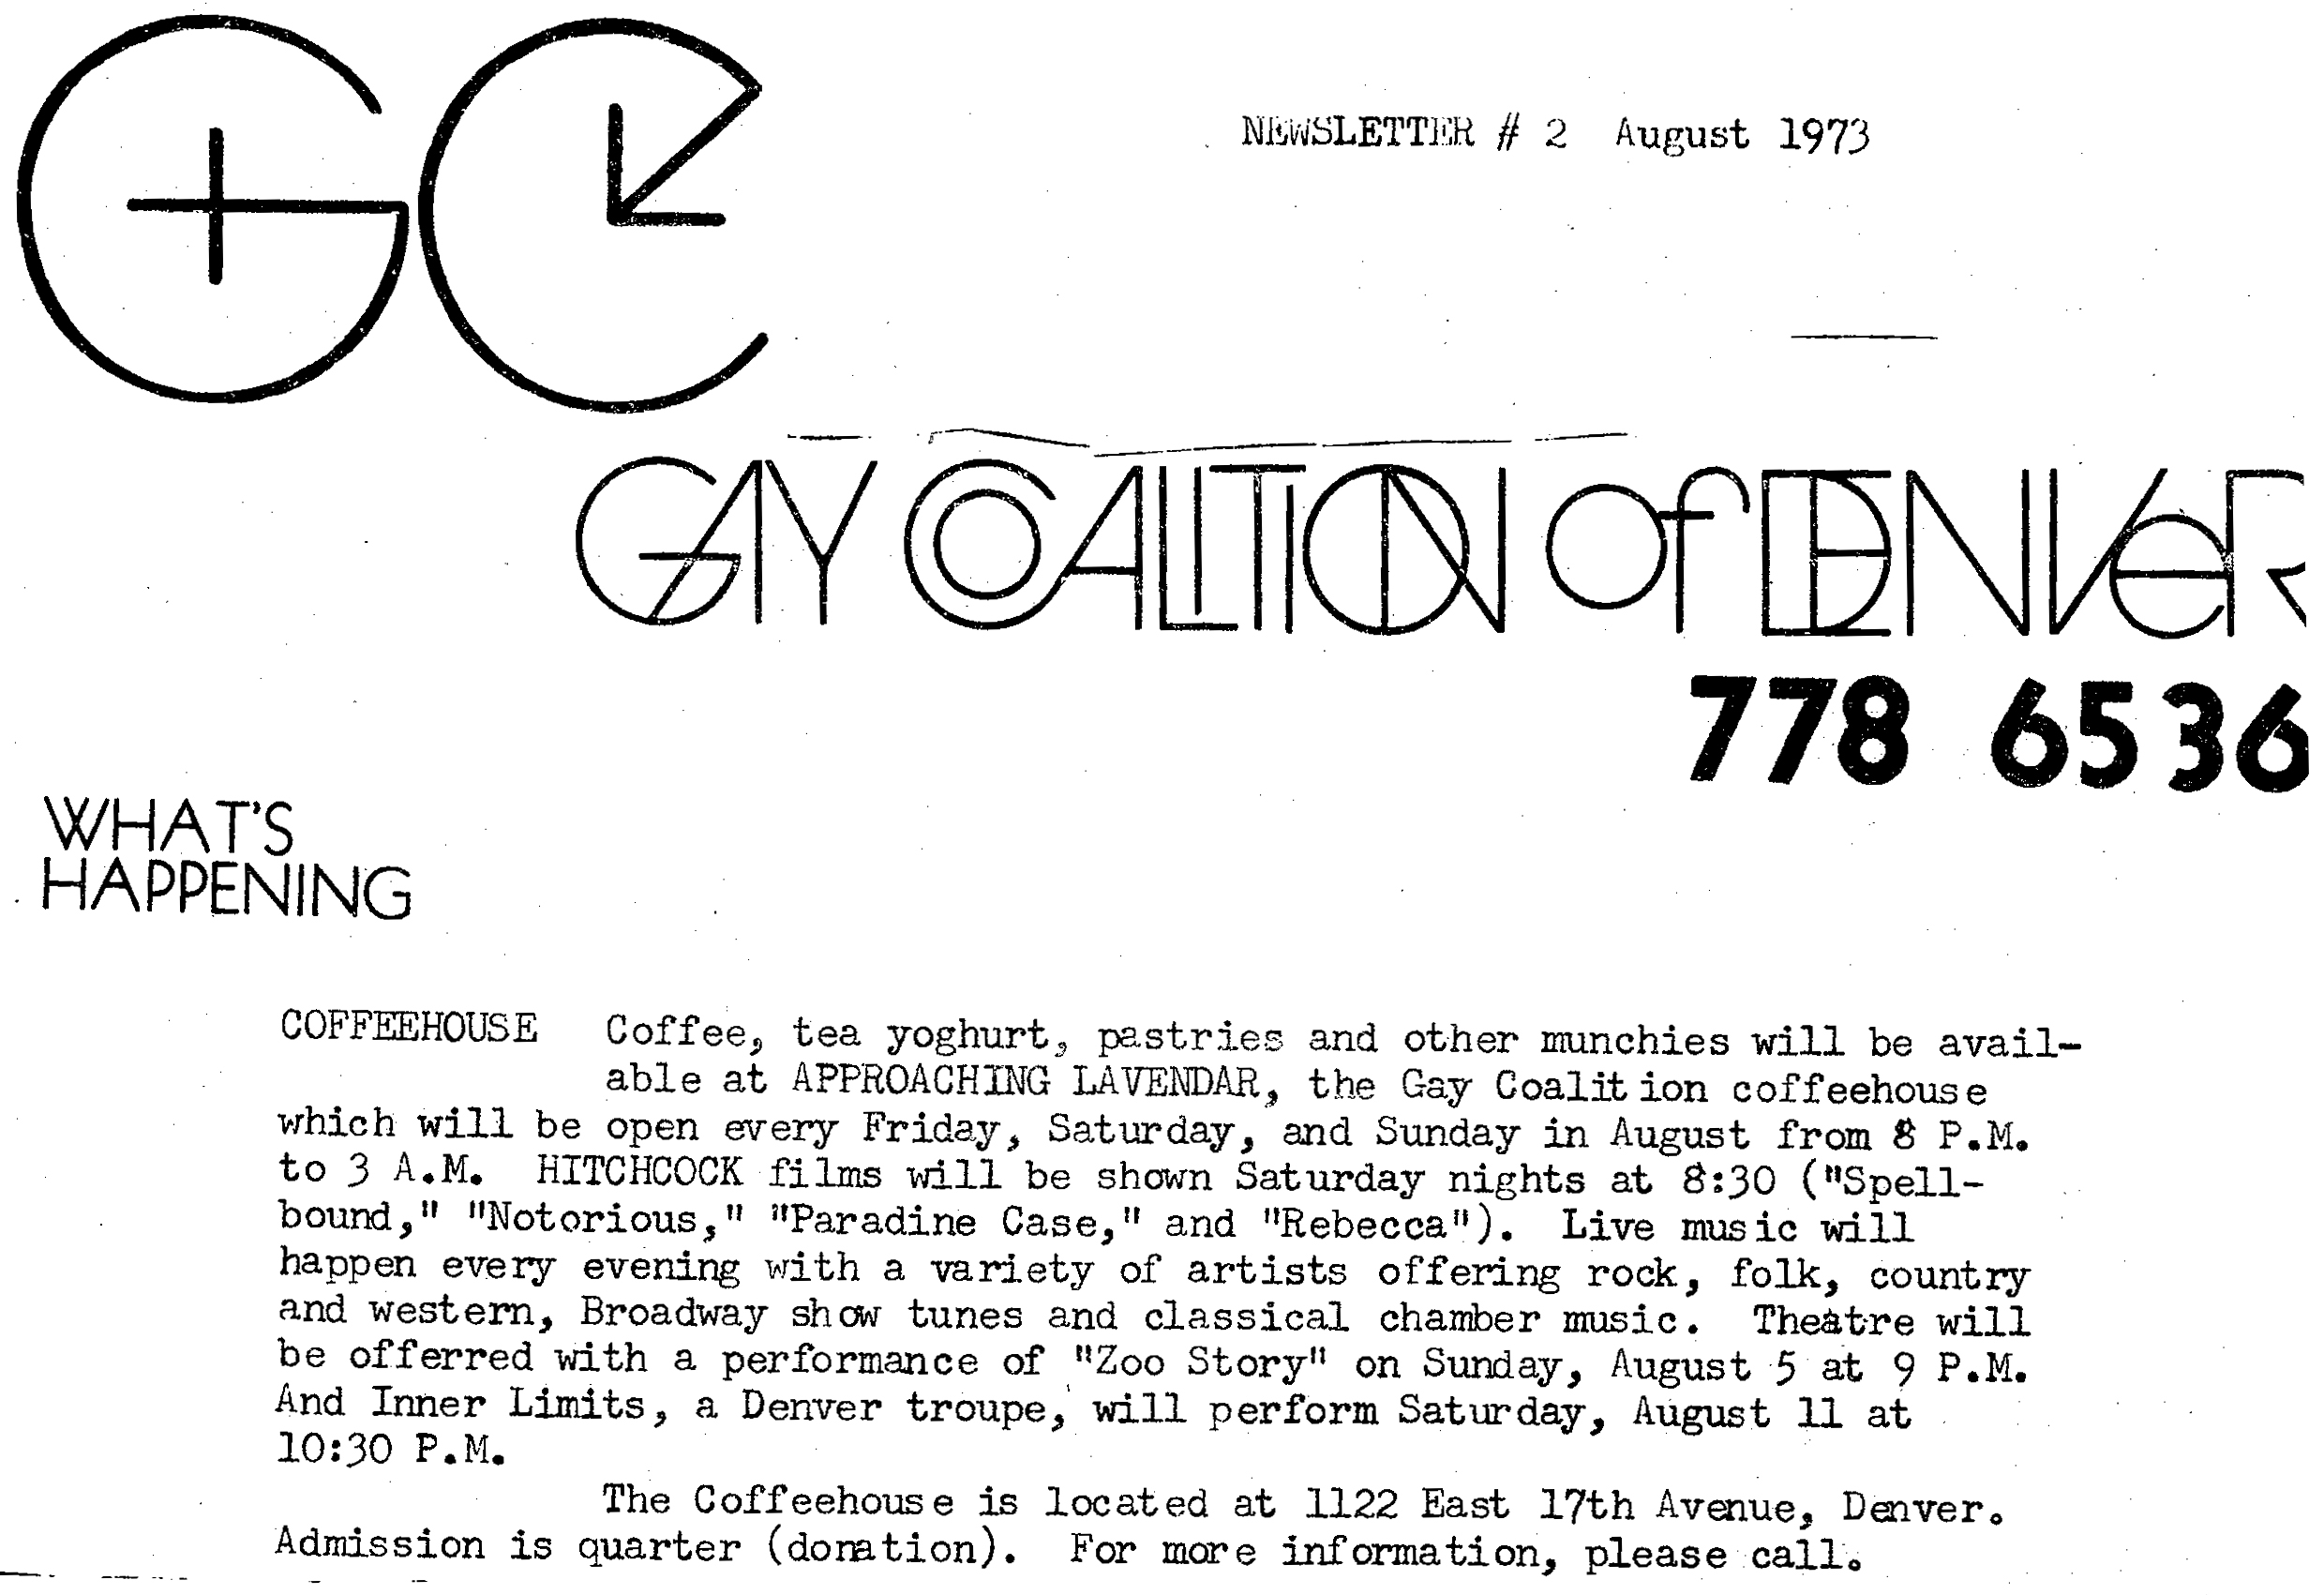 GC
NEWSLETTER # 2 August 1973
GAY COALITION of DENVER
778 6536
WHAT'S
HAPPENING
COFFEEHOUSE Coffee, tea yoghurt, pastries and other munchies will be avail-
able at APPROACHING LAVENDAR, the Gay Coalition coffeehouse
which will be open every Friday, Saturday, and Sunday in August from 8 P.M.
to 3 A.M. HITCHCOCK films will be shown Saturday nights at 8:30 ("Spell-
bound," "Notorious," "Paradine Case," and "Rebecca"). Live music will
happen every evening with a variety of artists offering rock, folk, country
and western, Broadway show tunes and classical chamber music. Theatre will
be offerred with a performance of "Zoo Story" on Sunday, August 5 at 9 P.M.
And Inner Limits, a Denver troupe, will perform Saturday, August 11 at
10:30 P.M.
The Coffeehouse is located at 1122 East 17th Avenue, Denver.
Admission is quarter (donation). For more information, please call.